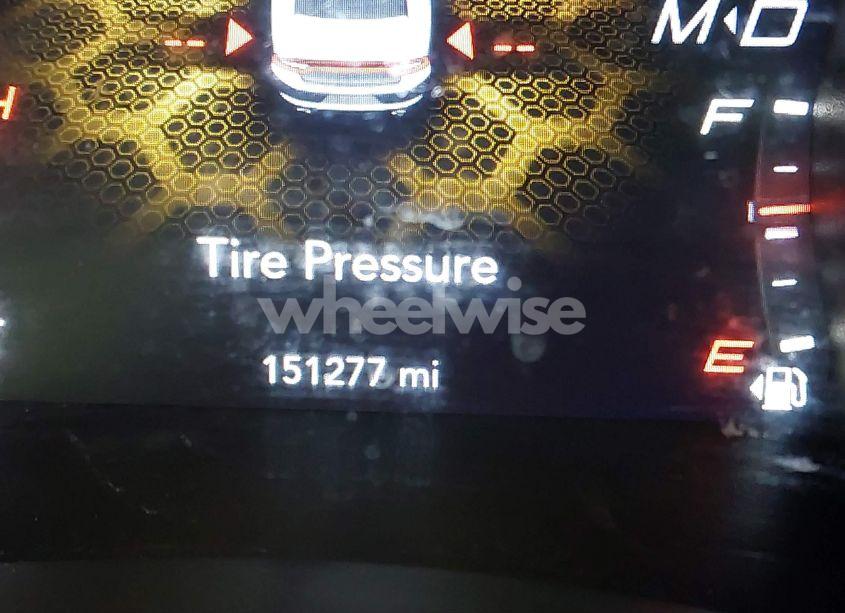 M D
-- --
H
F
Tire Pressure
wheelwise
151277 mi
E